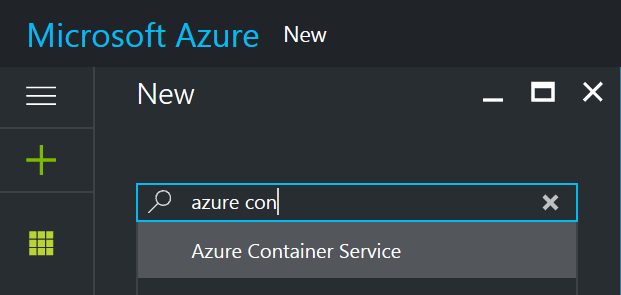 Microsoft Azure New
New
azure con
Azure Container Service